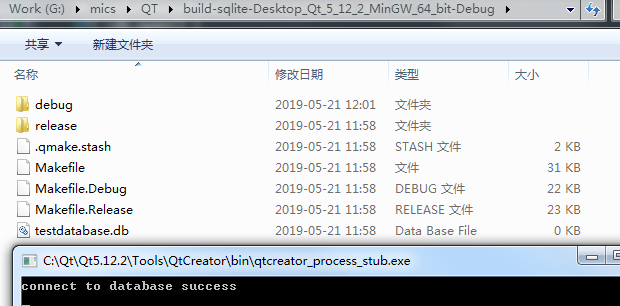 Work (G:) ▸ mics ▸ QT ▸ build-sqlite-Desktop_Qt_5_12_2_MinGW_64_bit-Debug ▸
共享 新建文件夹
名称 修改日期 类型 大小
debug 2019-05-21 12:01 文件夹
release 2019-05-21 11:58 文件夹
.qmake.stash 2019-05-21 11:58 STASH 文件 2 KB
Makefile 2019-05-21 11:58 文件 31 KB
Makefile.Debug 2019-05-21 11:58 DEBUG 文件 22 KB
Makefile.Release 2019-05-21 11:58 RELEASE 文件 23 KB
testdatabase.db 2019-05-21 11:58 Data Base File 0 KB
C:\Qt\Qt5.12.2\Tools\QtCreator\bin\qtcreator_process_stub.exe
connect to database success